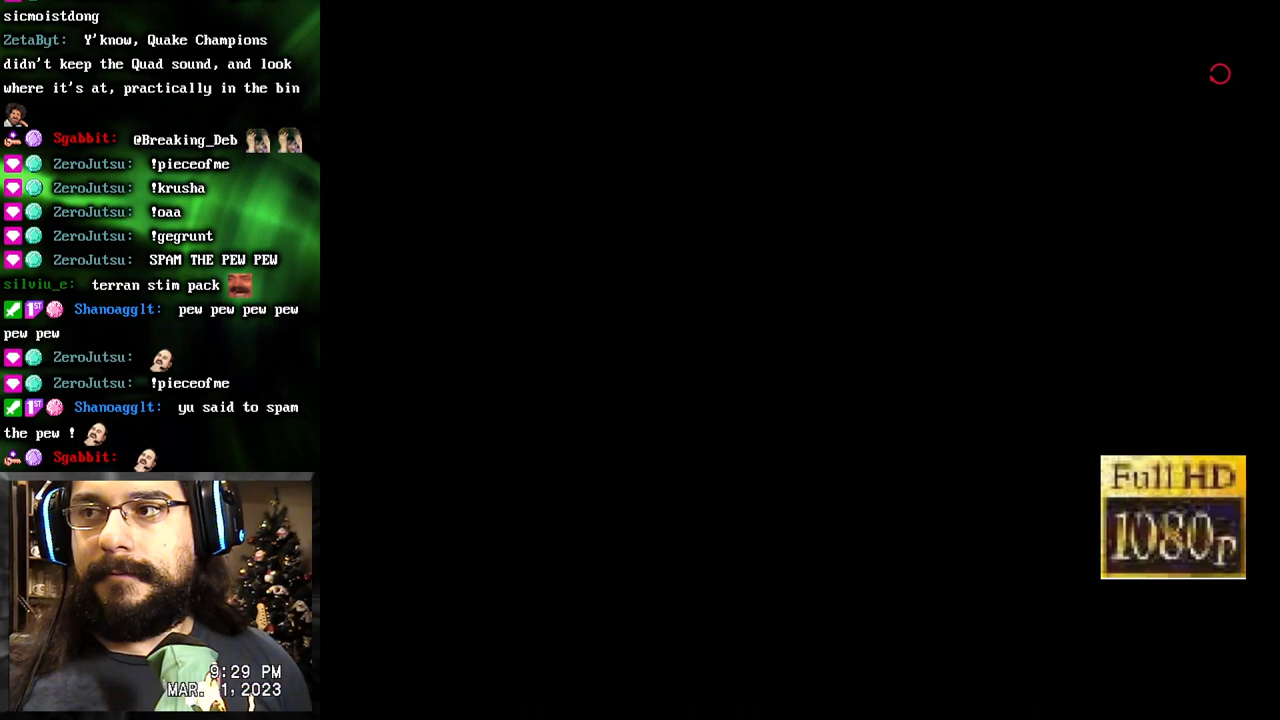 sicmoistdong
ZetaByt: Y'know, Quake Champions
didn't keep the Quad sound, and look
where it's at, practically in the bin
Sgabbit: @Breaking_Deb
ZeroJutsu: !pieceofme
ZeroJutsu: !krusha
ZeroJutsu: !oaa
ZeroJutsu: !gegrunt
ZeroJutsu: SPAM THE PEW PEW
silviu_e: terran stim pack
1ST Shanoagglt: pew pew pew pew
pew pew
ZeroJutsu:
ZeroJutsu: !pieceofme
1ST Shanoagglt: yu said to spam
the pew !
Sgabbit:
Full HD
1080p
9:29 PM
MAR. 1,2023